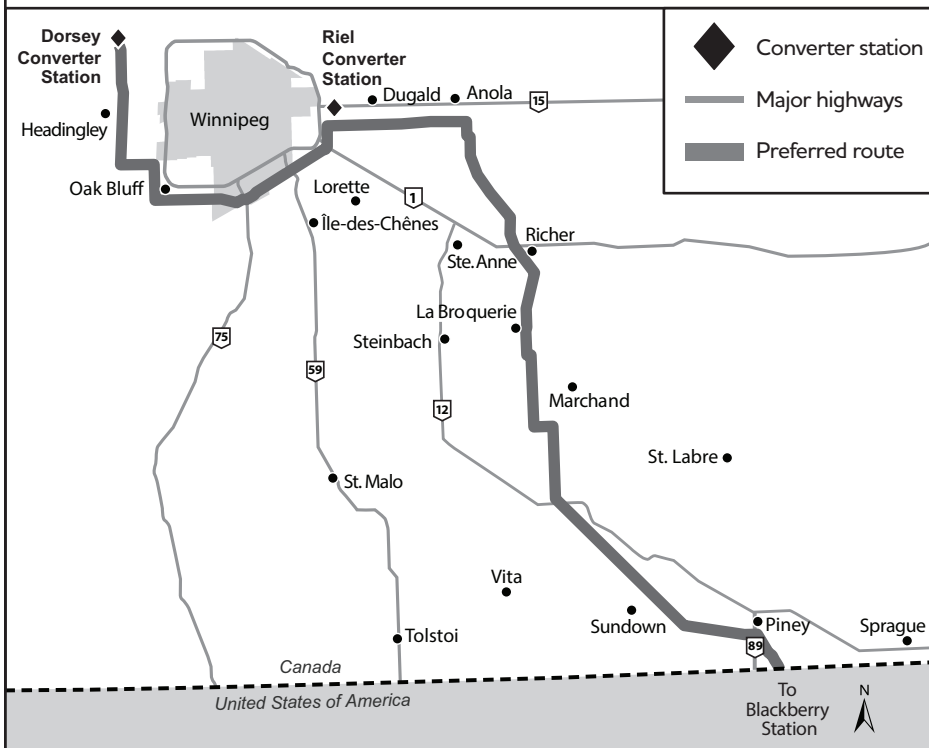 Dorsey
Converter
Station
Riel
Converter
Station
Converter station
Major highways
Preferred route
Headingley
Winnipeg
Dugald
Anola
15
Oak Bluff
Lorette
1
Île-des-Chênes
Richer
Ste. Anne
La Broquerie
75
Steinbach
59
Marchand
12
St. Labre
St. Malo
Vita
Sundown
Piney
Sprague
Tolstoi
89
Canada
United States of America
To
Blackberry
Station
N